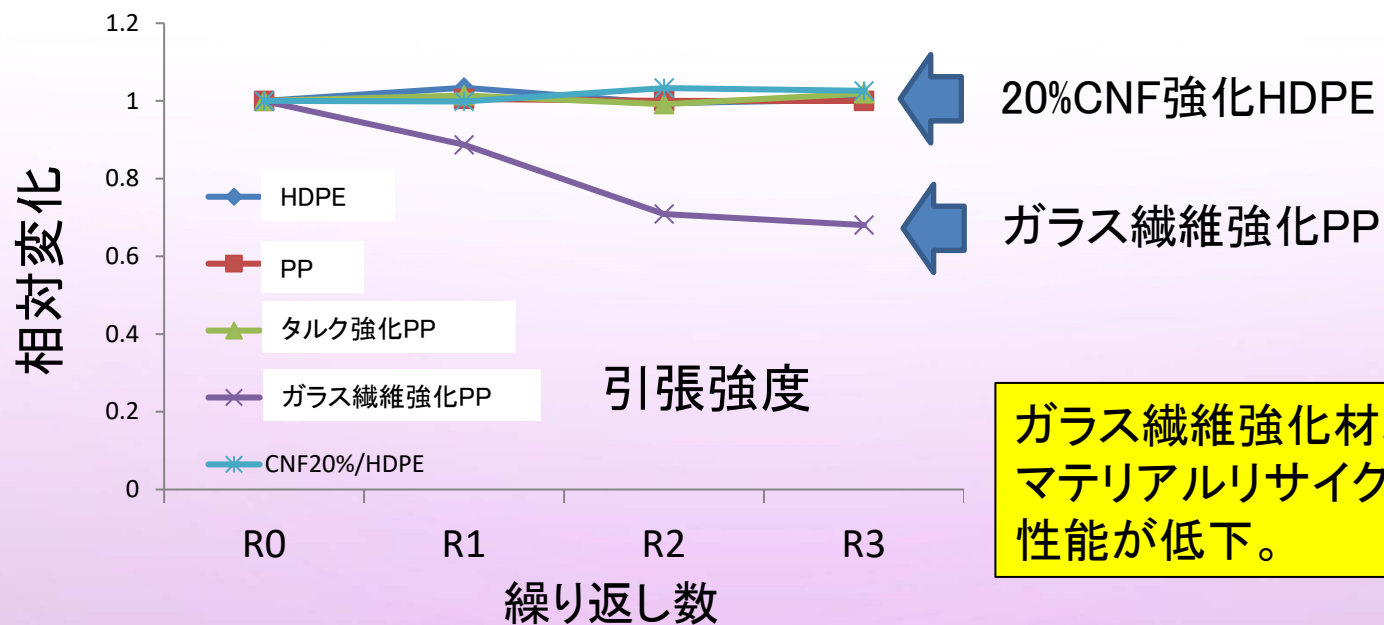 1.2
1
0.8
0.6
0.4
0.2
0
相対変化
HDPE
PP
タルク強化PP
ガラス繊維強化PP
CNF20%/HDPE
引張強度
R0
R1
R2
R3
繰り返し数
20%CNF強化HDPE
ガラス繊維強化PP
ガラス繊維強化材
マテリアルリサイク
性能が低下。